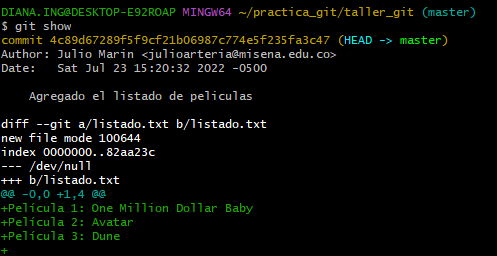 DIANA.ING@DESKTOP-E92ROAP MINGW64 ~/practica_git/taller_git (master)
$ git show
commit 4c89d67289f5f9cf21b06987c774e5f235fa3c47 (HEAD -> master)
Author: Julio Marin <julioarteria@misena.edu.co>
Date:   Sat Jul 23 15:20:32 2022 -0500

    Agregado el listado de peliculas

diff --git a/listado.txt b/listado.txt
new file mode 100644
index 0000000..82aa23c
--- /dev/null
+++ b/listado.txt
@@ -0,0 +1,4 @@
+Película 1: One Million Dollar Baby
+Película 2: Avatar
+Película 3: Dune
+